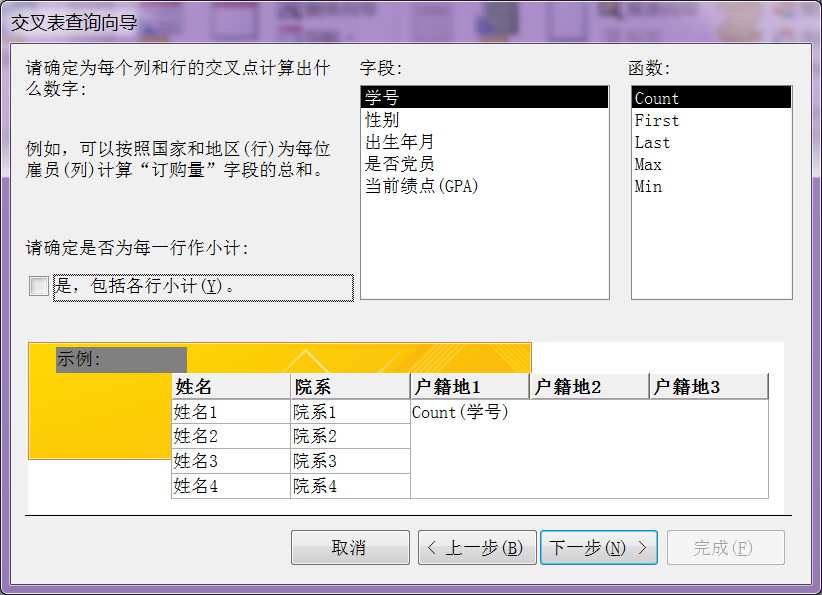 交叉表查询向导
请确定为每个列和行的交叉点计算出什
么数字:
例如，可以按照国家和地区(行)为每位
雇员(列)计算“订购量”字段的总和。
请确定是否为每一行作小计:
是，包括各行小计(Y)。
字段:
学号
性别
出生年月
是否党员
当前绩点(GPA)
函数:
Count
First
Last
Max
Min
示例:
姓名 院系 户籍地1 户籍地2 户籍地3
姓名1 院系1 Count(学号)
姓名2 院系2
姓名3 院系3
姓名4 院系4
取消 < 上一步(B) 下一步(N) > 完成(F)